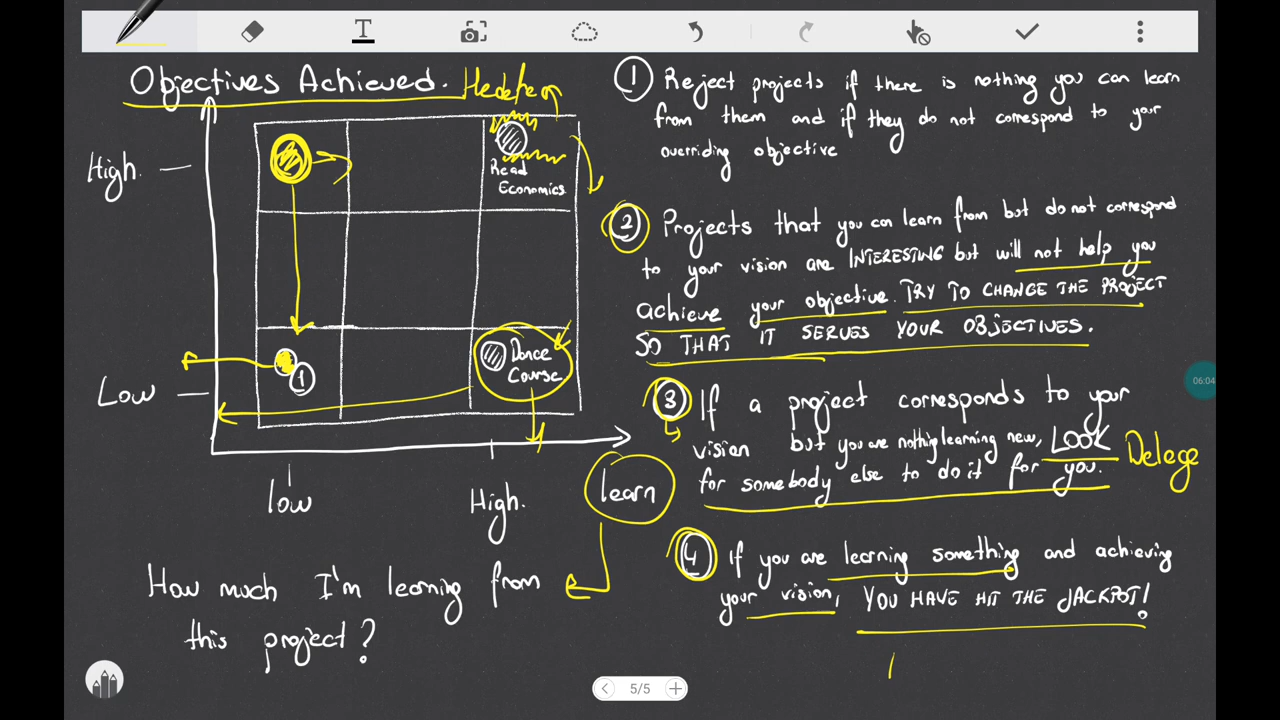 T
Objectives Achieved.
High.
Read
Economics
Dance
Course
1
Low
low
High.
learn
How much I'm learning from
this project?
1 Reject projects if there is nothing you can learn
from them and if they do not correspond to your
overriding objective
2 Projects that you can learn from but do not correspond
to your vision are INTERESTING but will not help you
achieve your objective. TRY TO CHANGE THE PROJECT
SO THAT IT SERVES YOUR OBJECTIVES.
3 If a project corresponds to your
vision but you are nothig learning new, LOOK
for somebody else to do it for you.
Delege
4 If you are learning something and achieving
your vision, YOU HAVE HIT THE JACKPOT!
06:04
5/5